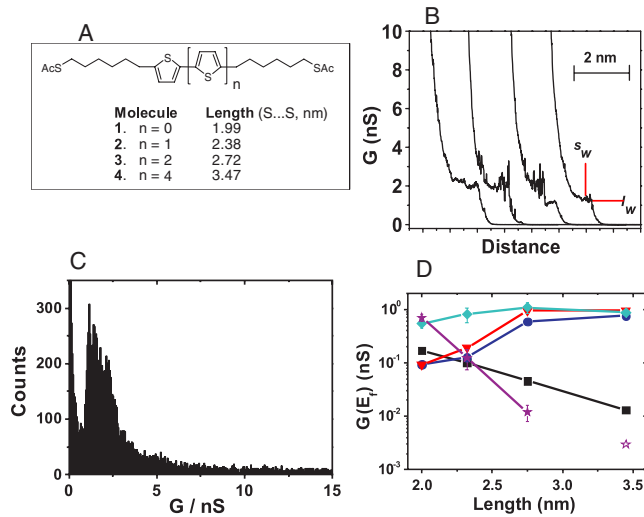 A
AcS S S SAc
n
Molecule Length (S...S, nm)
1. n = 0 1.99
2. n = 1 2.38
3. n = 2 2.72
4. n = 4 3.47
B
10
8
6
4
2
0
G (nS)
2 nm
s w
l w
Distance
C
300
200
100
0
Counts
0 5 10 15
G / nS
D
10⁰
10⁻¹
10⁻²
10⁻³
G(E_f) (nS)
2.0 2.5 3.0 3.5
Length (nm)